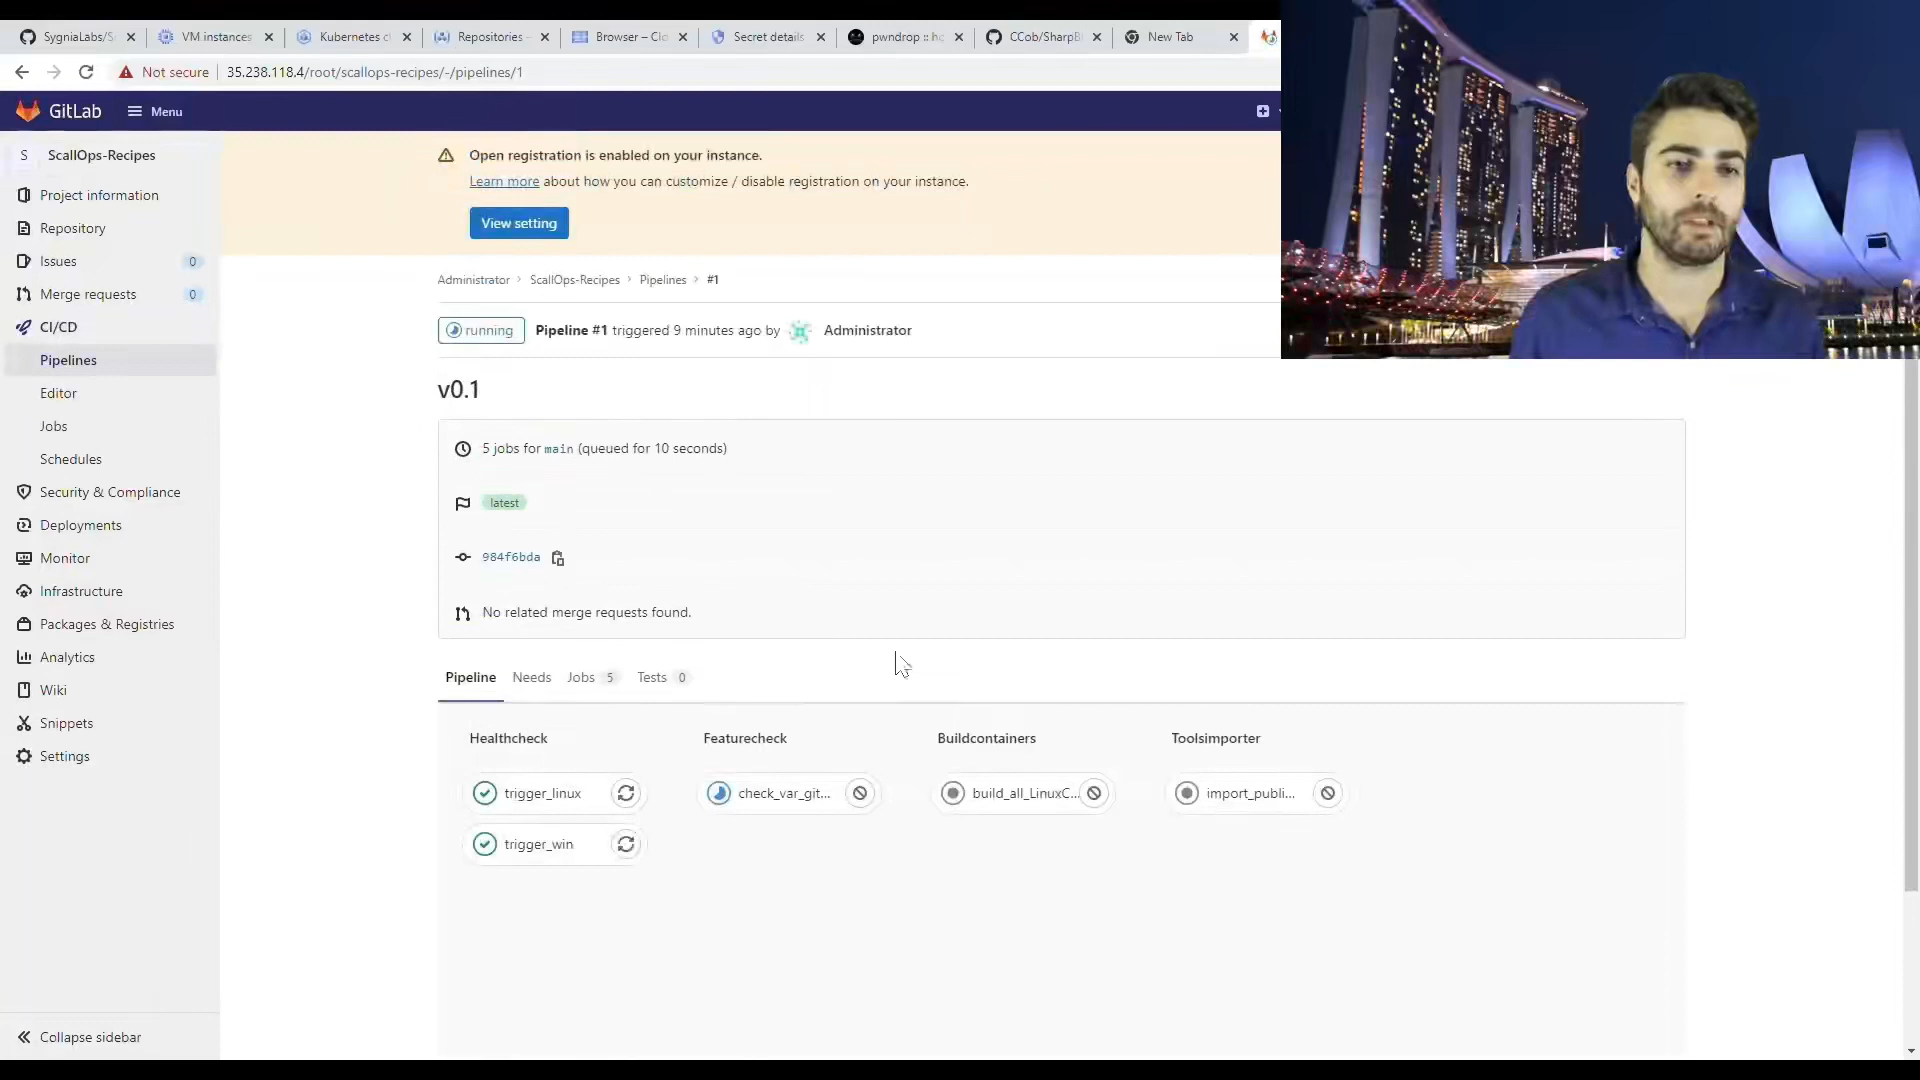 SygniaLabs/S
VM instances
Kubernetes cl
Repositories –
Browser – Clo
Secret details
pwndrop :: ho
CCob/SharpBl
New Tab
Not secure
35.238.118.4/root/scallops-recipes/-/pipelines/1
GitLab
Menu
S
ScallOps-Recipes
Project information
Repository
Issues 0
Merge requests 0
CI/CD
Pipelines
Editor
Jobs
Schedules
Security & Compliance
Deployments
Monitor
Infrastructure
Packages & Registries
Analytics
Wiki
Snippets
Settings
Collapse sidebar
Open registration is enabled on your instance.
Learn more about how you can customize / disable registration on your instance.
View setting
Administrator > ScallOps-Recipes > Pipelines > #1
running Pipeline #1 triggered 9 minutes ago by Administrator
v0.1
5 jobs for main (queued for 10 seconds)
latest
984f6bda
No related merge requests found.
Pipeline Needs Jobs 5 Tests 0
Healthcheck Featurecheck Buildcontainers Toolsimporter
trigger_linux check_var_git... build_all_LinuxC... import_publi...
trigger_win